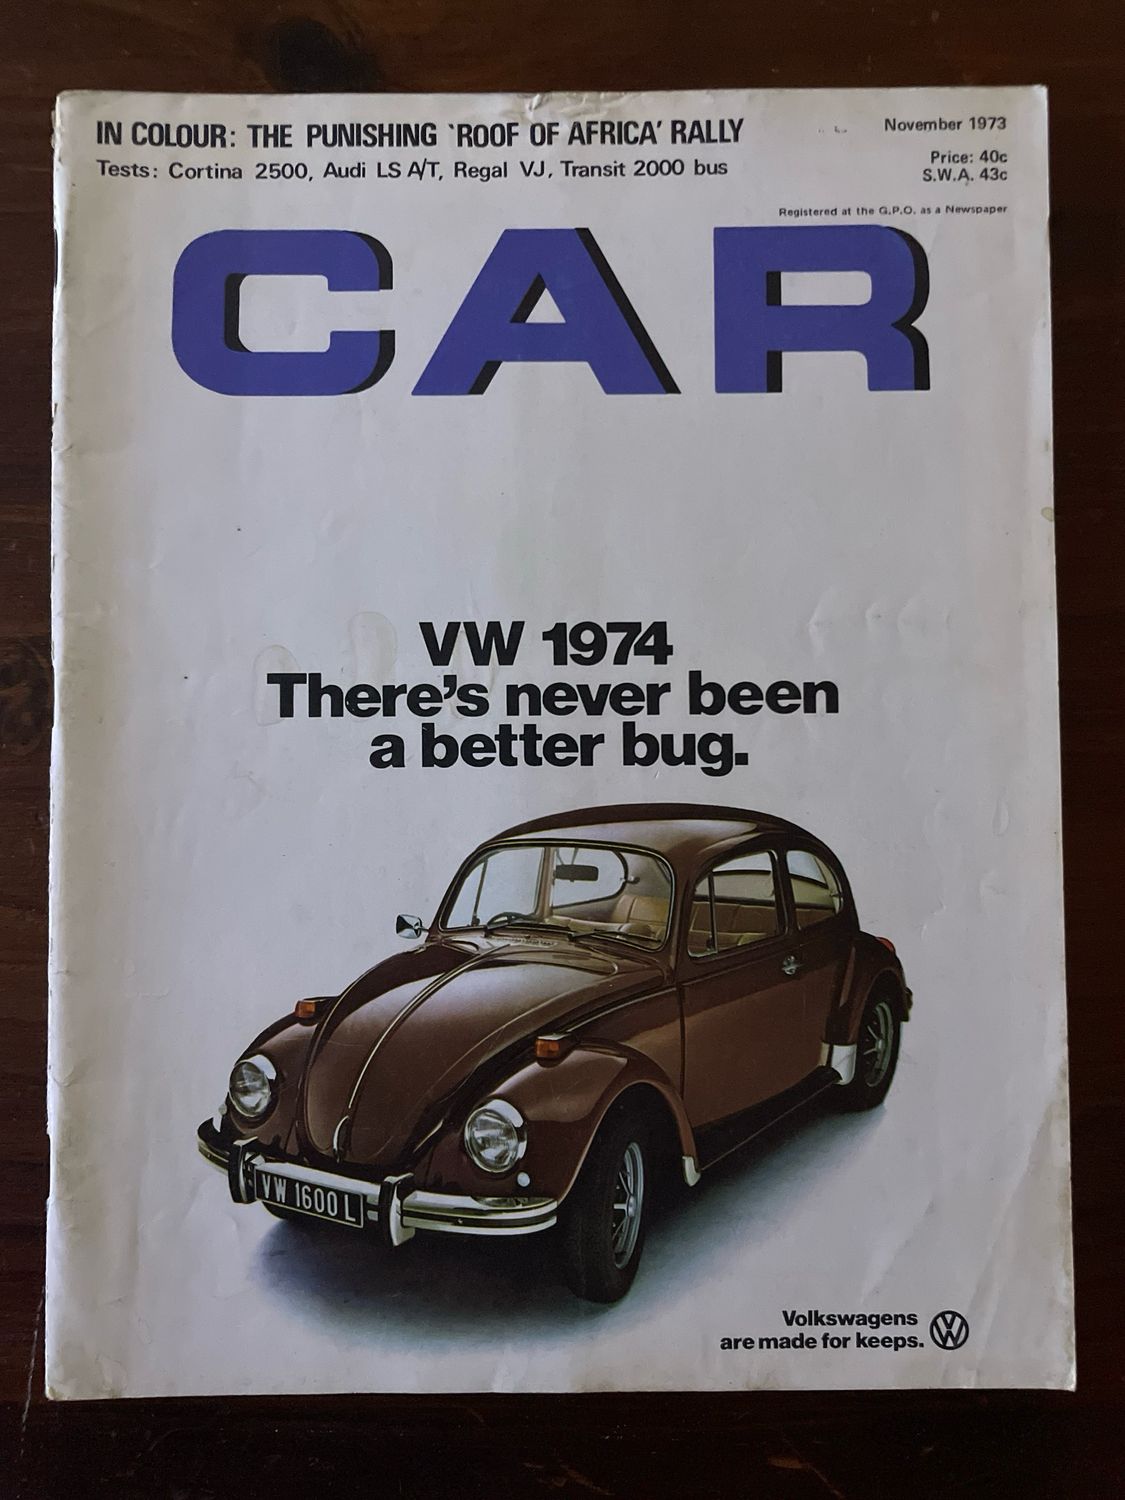 IN COLOUR: THE PUNISHING ‘ROOF OF AFRICA’ RALLY
Tests: Cortina 2500, Audi LS A/T, Regal VJ, Transit 2000 bus
November 1973
Price: 40c
S.W.A. 43c
Registered at the G.P.O. as a Newspaper
CAR
VW 1974
There's never been
a better bug.
VW 1600 L
Volkswagens
are made for keeps.